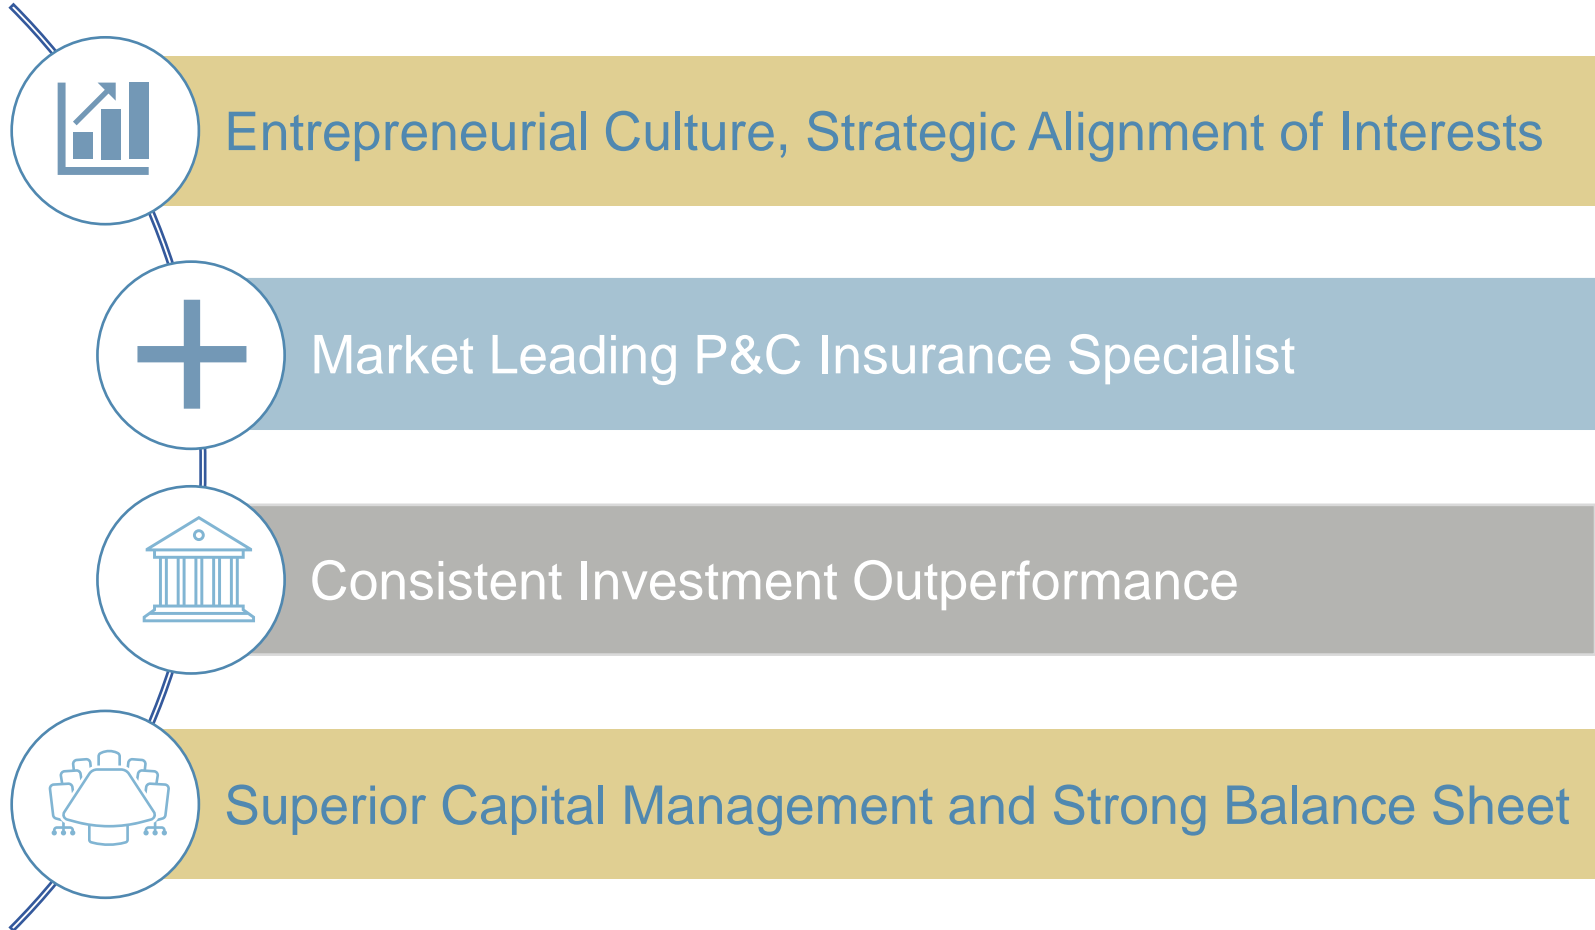 Entrepreneurial Culture, Strategic Alignment of Interests
Market Leading P&C Insurance Specialist
Consistent Investment Outperformance
Superior Capital Management and Strong Balance Sheet